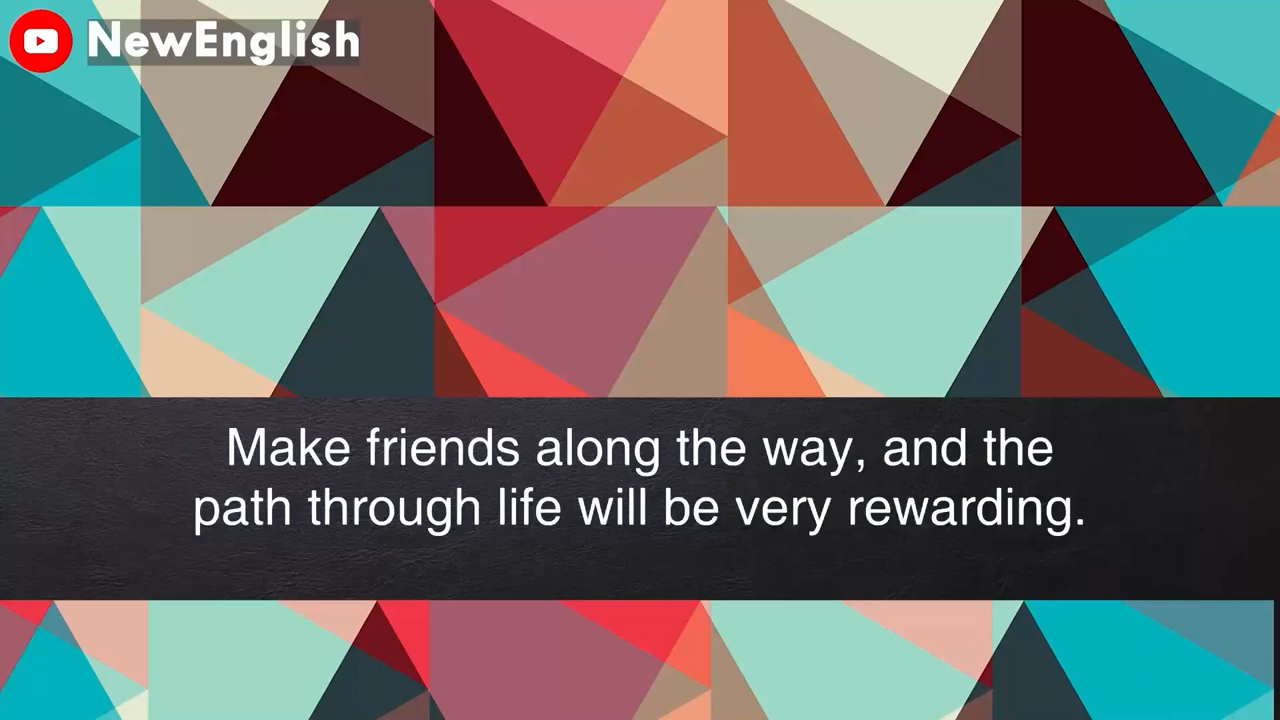 NewEnglish
Make friends along the way, and the
path through life will be very rewarding.